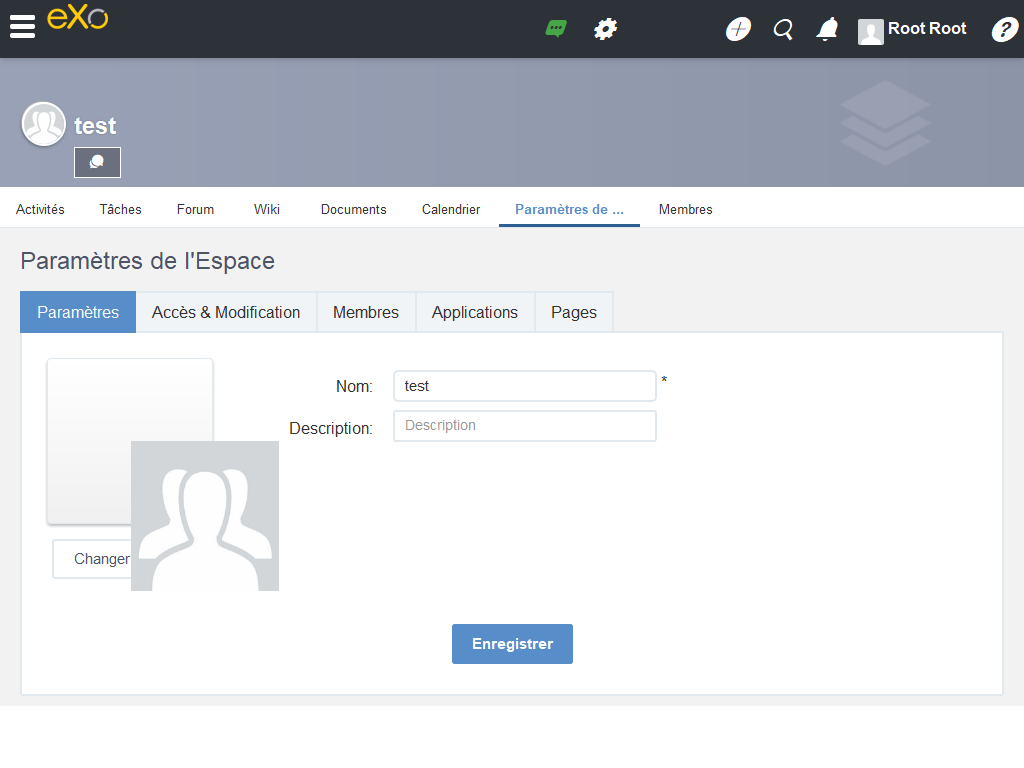 eXo
Root Root
?
test
Activités Tâches Forum Wiki Documents Calendrier Paramètres de ... Membres
Paramètres de l'Espace
Paramètres Accès & Modification Membres Applications Pages
Nom: test *
Description: Description
Changer
Enregistrer